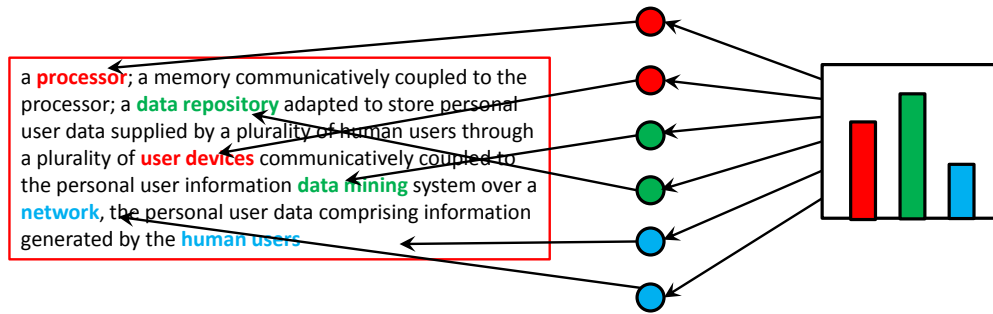 a processor; a memory communicatively coupled to the
processor; a data repository adapted to store personal
user data supplied by a plurality of human users through
a plurality of user devices communicatively coupled to
the personal user information data mining system over a
network, the personal user data comprising information
generated by the human users